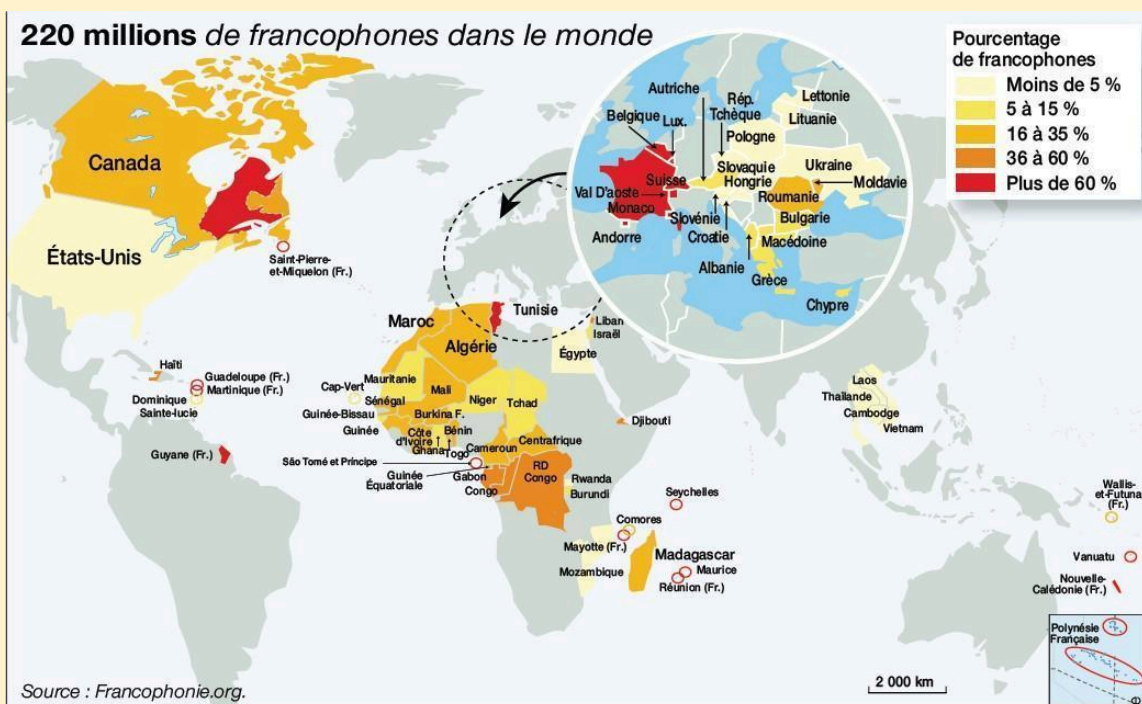 220 millions de francophones dans le monde
Pourcentage
de francophones
Moins de 5 %
5 à 15 %
16 à 35 %
36 à 60 %
Plus de 60 %
Autriche
Rép.
Tchèque
Lettonie
Belgique
Lux.
Lituanie
Pologne
Slovaquie
Ukraine
Suisse
Hongrie
Moldavie
Val D'aoste
Roumanie
Monaco
Slovénie
Bulgarie
Andorre
Croatie
Macédoine
Albanie
Grèce
Chypre
Canada
États-Unis
Saint-Pierre-
et-Miquelon (Fr.)
Tunisie
Maroc
Liban
Israël
Algérie
Égypte
Haïti
Guadeloupe (Fr.)
Martinique (Fr.)
Dominique
Sainte-lucie
Guyane (Fr.)
Cap-Vert
Mauritanie
Mali
Niger
Tchad
Sénégal
Guinée-Bissau
Burkina F.
Djibouti
Guinée
Côte
d'Ivoire
Bénin
Ghana
Togo
Cameroun
Centrafrique
São Tomé et Príncipe
Guinée
Équatoriale
Gabon
Congo
RD
Congo
Rwanda
Burundi
Seychelles
Comores
Mayotte (Fr.)
Madagascar
Mozambique
Maurice
Réunion (Fr.)
Laos
Thaïlande
Cambodge
Vietnam
Wallis-
et-Futuna
(Fr.)
Vanuatu
Nouvelle-
Calédonie (Fr.)
Polynésie
Française
2 000 km
Source : Francophonie.org.